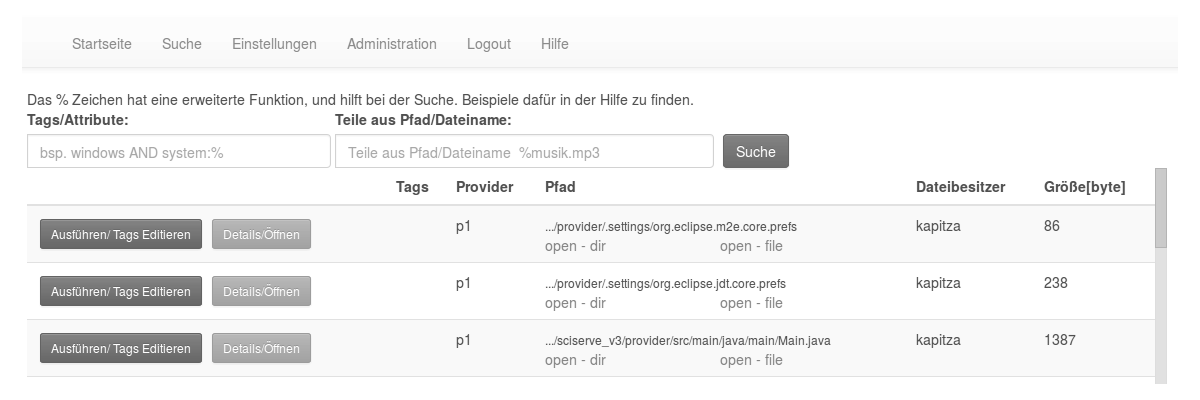 Startseite Suche Einstellungen Administration Logout Hilfe
Das % Zeichen hat eine erweiterte Funktion, und hilft bei der Suche. Beispiele dafür in der Hilfe zu finden.
Tags/Attribute: Teile aus Pfad/Dateiname:
bsp. windows AND system:% Teile aus Pfad/Dateiname %musik.mp3 Suche
Tags Provider Pfad Dateibesitzer Größe[byte]
Ausführen/ Tags Editieren Details/Öffnen p1 .../provider/.settings/org.eclipse.m2e.core.prefs kapitza 86
open - dir open - file
Ausführen/ Tags Editieren Details/Öffnen p1 .../provider/.settings/org.eclipse.jdt.core.prefs kapitza 238
open - dir open - file
Ausführen/ Tags Editieren Details/Öffnen p1 .../sciserve_v3/provider/src/main/java/main/Main.java kapitza 1387
open - dir open - file